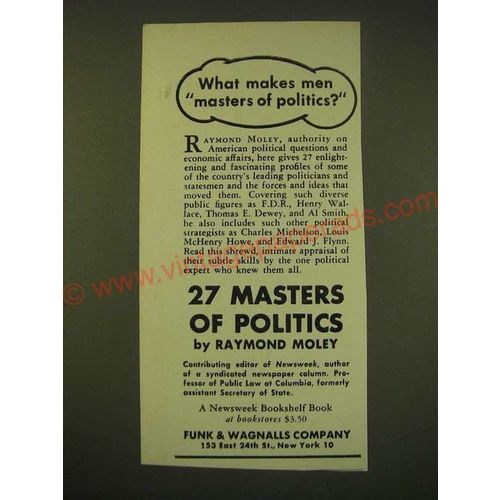 What makes men
"masters of politics?"
RAYMOND MOLEY, authority on
American political questions and
economic affairs, here gives 27 enlight-
ening and fascinating profiles of some
of the country's leading politicians and
statesmen and the forces and ideas that
moved them. Covering such diverse
public figures as F.D.R., Henry Wal-
lace, Thomas E. Dewey, and Al Smith,
he also includes such other political
strategists as Charles Michelson, Louis
McHenry Howe and Edward J. Flynn.
Read this shrewd, intimate appraisal of
their subtle skills by the one political
expert who knew them all.
27 MASTERS
OF POLITICS
by RAYMOND MOLEY
Contributing editor of Newsweek, author
of a syndicated newspaper column. Pro-
fessor of Public Law at Columbia, formerly
assistant Secretary of State.
A Newsweek Bookshelf Book
at bookstores $3.50
FUNK & WAGNALLS COMPANY
153 East 24th St., New York 10